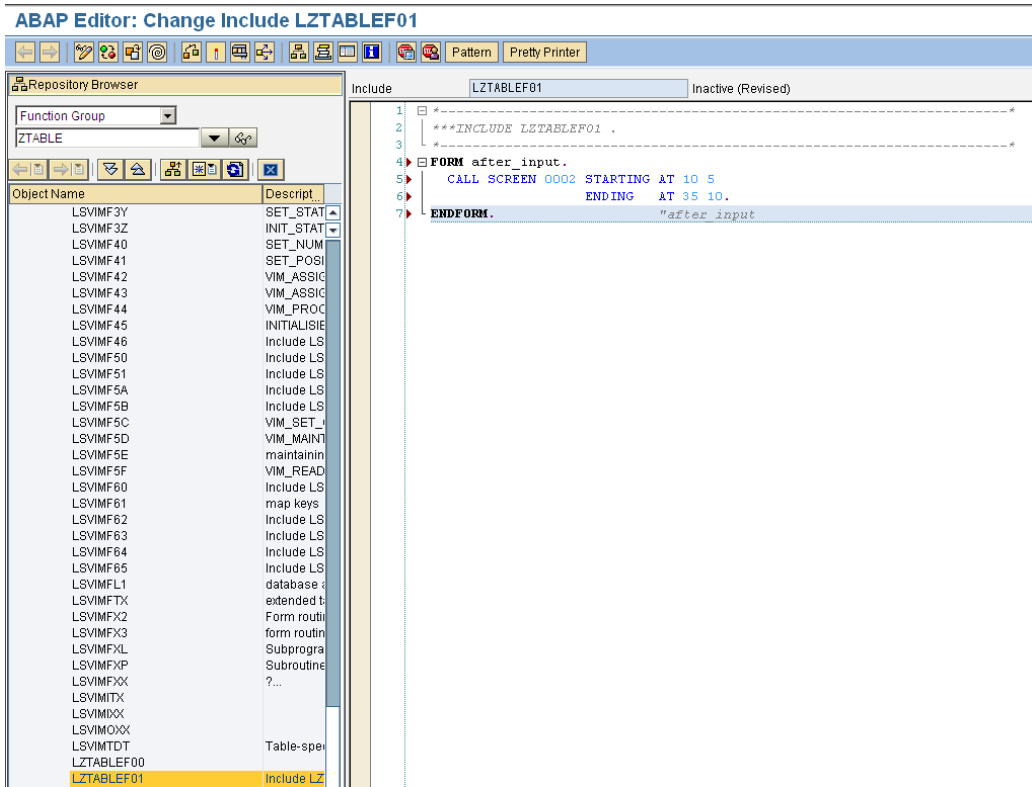 ABAP Editor: Change Include LZTABLEF01
Pattern Pretty Printer
Repository Browser
Function Group
ZTABLE
Object Name Descript
LSVIMF3Y SET_STAT
LSVIMF3Z INIT_STAT
LSVIMF40 SET_NUM
LSVIMF41 SET_POSI
LSVIMF42 VIM_ASSIG
LSVIMF43 VIM_ASSIG
LSVIMF44 VIM_PROC
LSVIMF45 INITIALISIE
LSVIMF46 Include LS
LSVIMF50 Include LS
LSVIMF51 Include LS
LSVIMF5A Include LS
LSVIMF5B Include LS
LSVIMF5C VIM_SET_
LSVIMF5D VIM_MAINT
LSVIMF5E maintainin
LSVIMF5F VIM_READ
LSVIMF60 Include LS
LSVIMF61 map keys
LSVIMF62 Include LS
LSVIMF63 Include LS
LSVIMF64 Include LS
LSVIMF65 Include LS
LSVIMFL1 database a
LSVIMFTX extended t
LSVIMFX2 Form routi
LSVIMFX3 form routin
LSVIMFXL Subprogra
LSVIMFXP Subroutine
LSVIMFXX ?...
LSVIMITX
LSVIMIXX
LSVIMOXX
LSVIMTDT Table-spe
LZTABLEF00
LZTABLEF01 Include LZ
Include LZTABLEF01 Inactive (Revised)
1 *----------------------------------------------------------------------*
2 ***INCLUDE LZTABLEF01 .
3 *----------------------------------------------------------------------*
4 FORM after_input.
5 CALL SCREEN 0002 STARTING AT 10 5
6 ENDING AT 35 10.
7 ENDFORM. "after_input